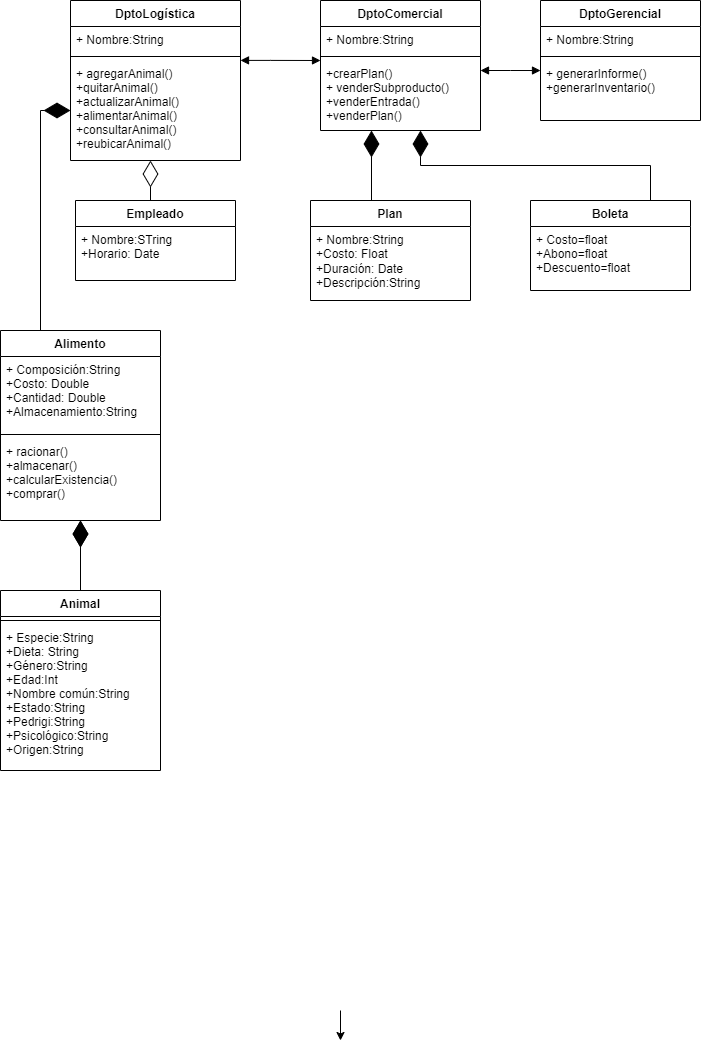 DptoLogística
+ Nombre:String
+ agregarAnimal()
+quitarAnimal()
+actualizarAnimal()
+alimentarAnimal()
+consultarAnimal()
+reubicarAnimal()
DptoComercial
+ Nombre:String
+crearPlan()
+ venderSubproducto()
+venderEntrada()
+venderPlan()
DptoGerencial
+ Nombre:String
+ generarInforme()
+generarInventario()
Empleado
+ Nombre:STring
+Horario: Date
Plan
+ Nombre:String
+Costo: Float
+Duración: Date
+Descripción:String
Boleta
+ Costo=float
+Abono=float
+Descuento=float
Alimento
+ Composición:String
+Costo: Double
+Cantidad: Double
+Almacenamiento:String
+ racionar()
+almacenar()
+calcularExistencia()
+comprar()
Animal
+ Especie:String
+Dieta: String
+Género:String
+Edad:Int
+Nombre común:String
+Estado:String
+Pedrigi:String
+Psicológico:String
+Origen:String